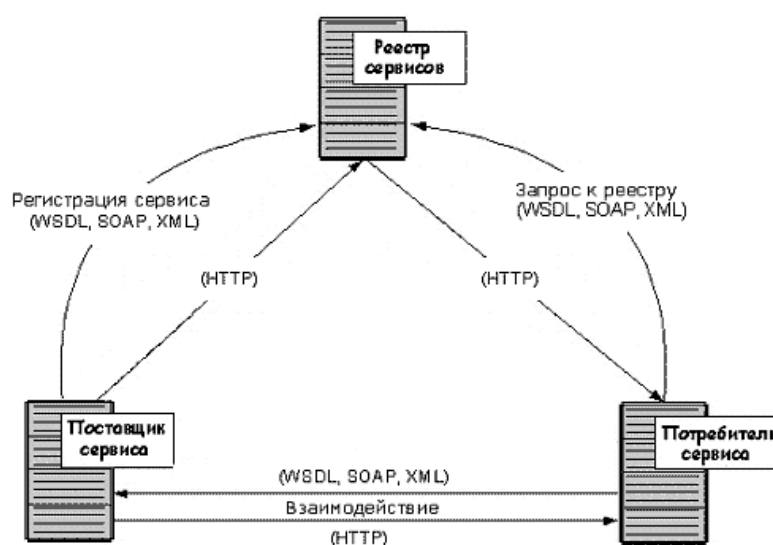 Реестр
сервисов
Регистрация сервиса
(WSDL, SOAP, XML)
Запрос к реестру
(WSDL, SOAP, XML)
(HTTP)
(HTTP)
Поставщик
сервиса
Потребитель
сервиса
(WSDL, SOAP, XML)
Взаимодействие
(HTTP)